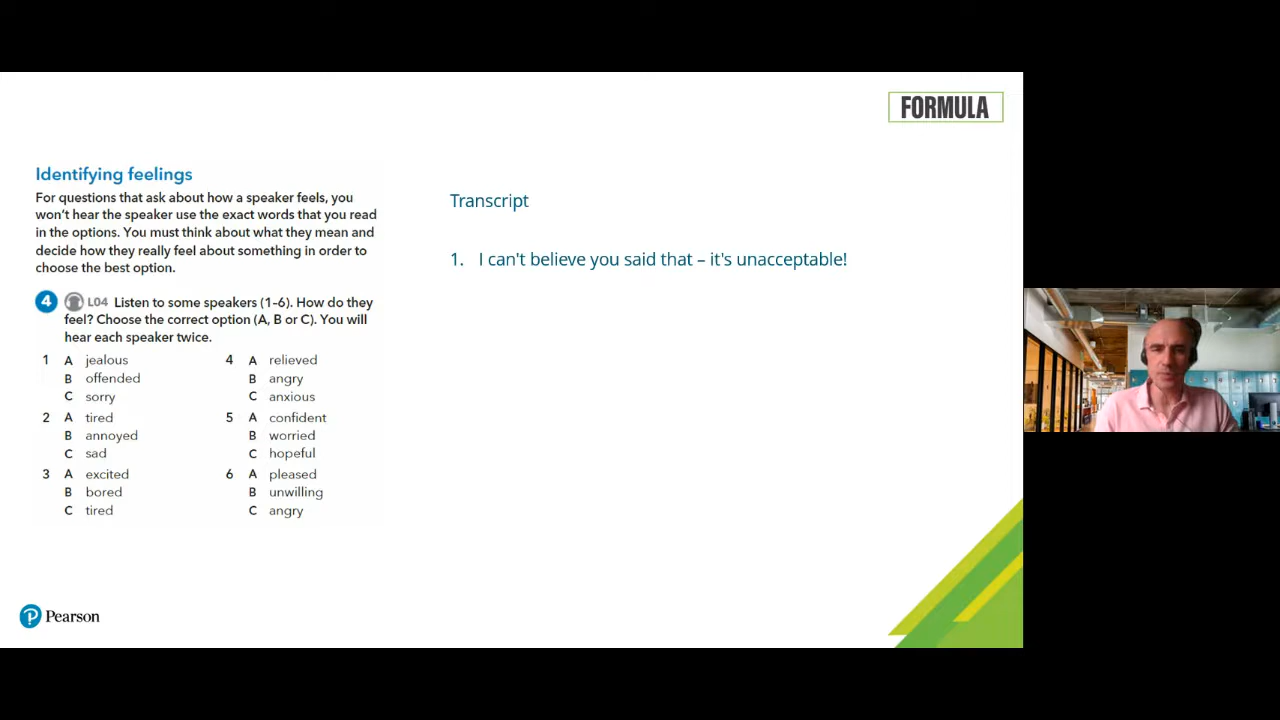 FORMULA
Identifying feelings
For questions that ask about how a speaker feels, you
won't hear the speaker use the exact words that you read
in the options. You must think about what they mean and
decide how they really feel about something in order to
choose the best option.
4 L04 Listen to some speakers (1–6). How do they
feel? Choose the correct option (A, B or C). You will
hear each speaker twice.
1 A jealous
B offended
C sorry
2 A tired
B annoyed
C sad
3 A excited
B bored
C tired
4 A relieved
B angry
C anxious
5 A confident
B worried
C hopeful
6 A pleased
B unwilling
C angry
Transcript
1. I can't believe you said that – it's unacceptable!
P Pearson